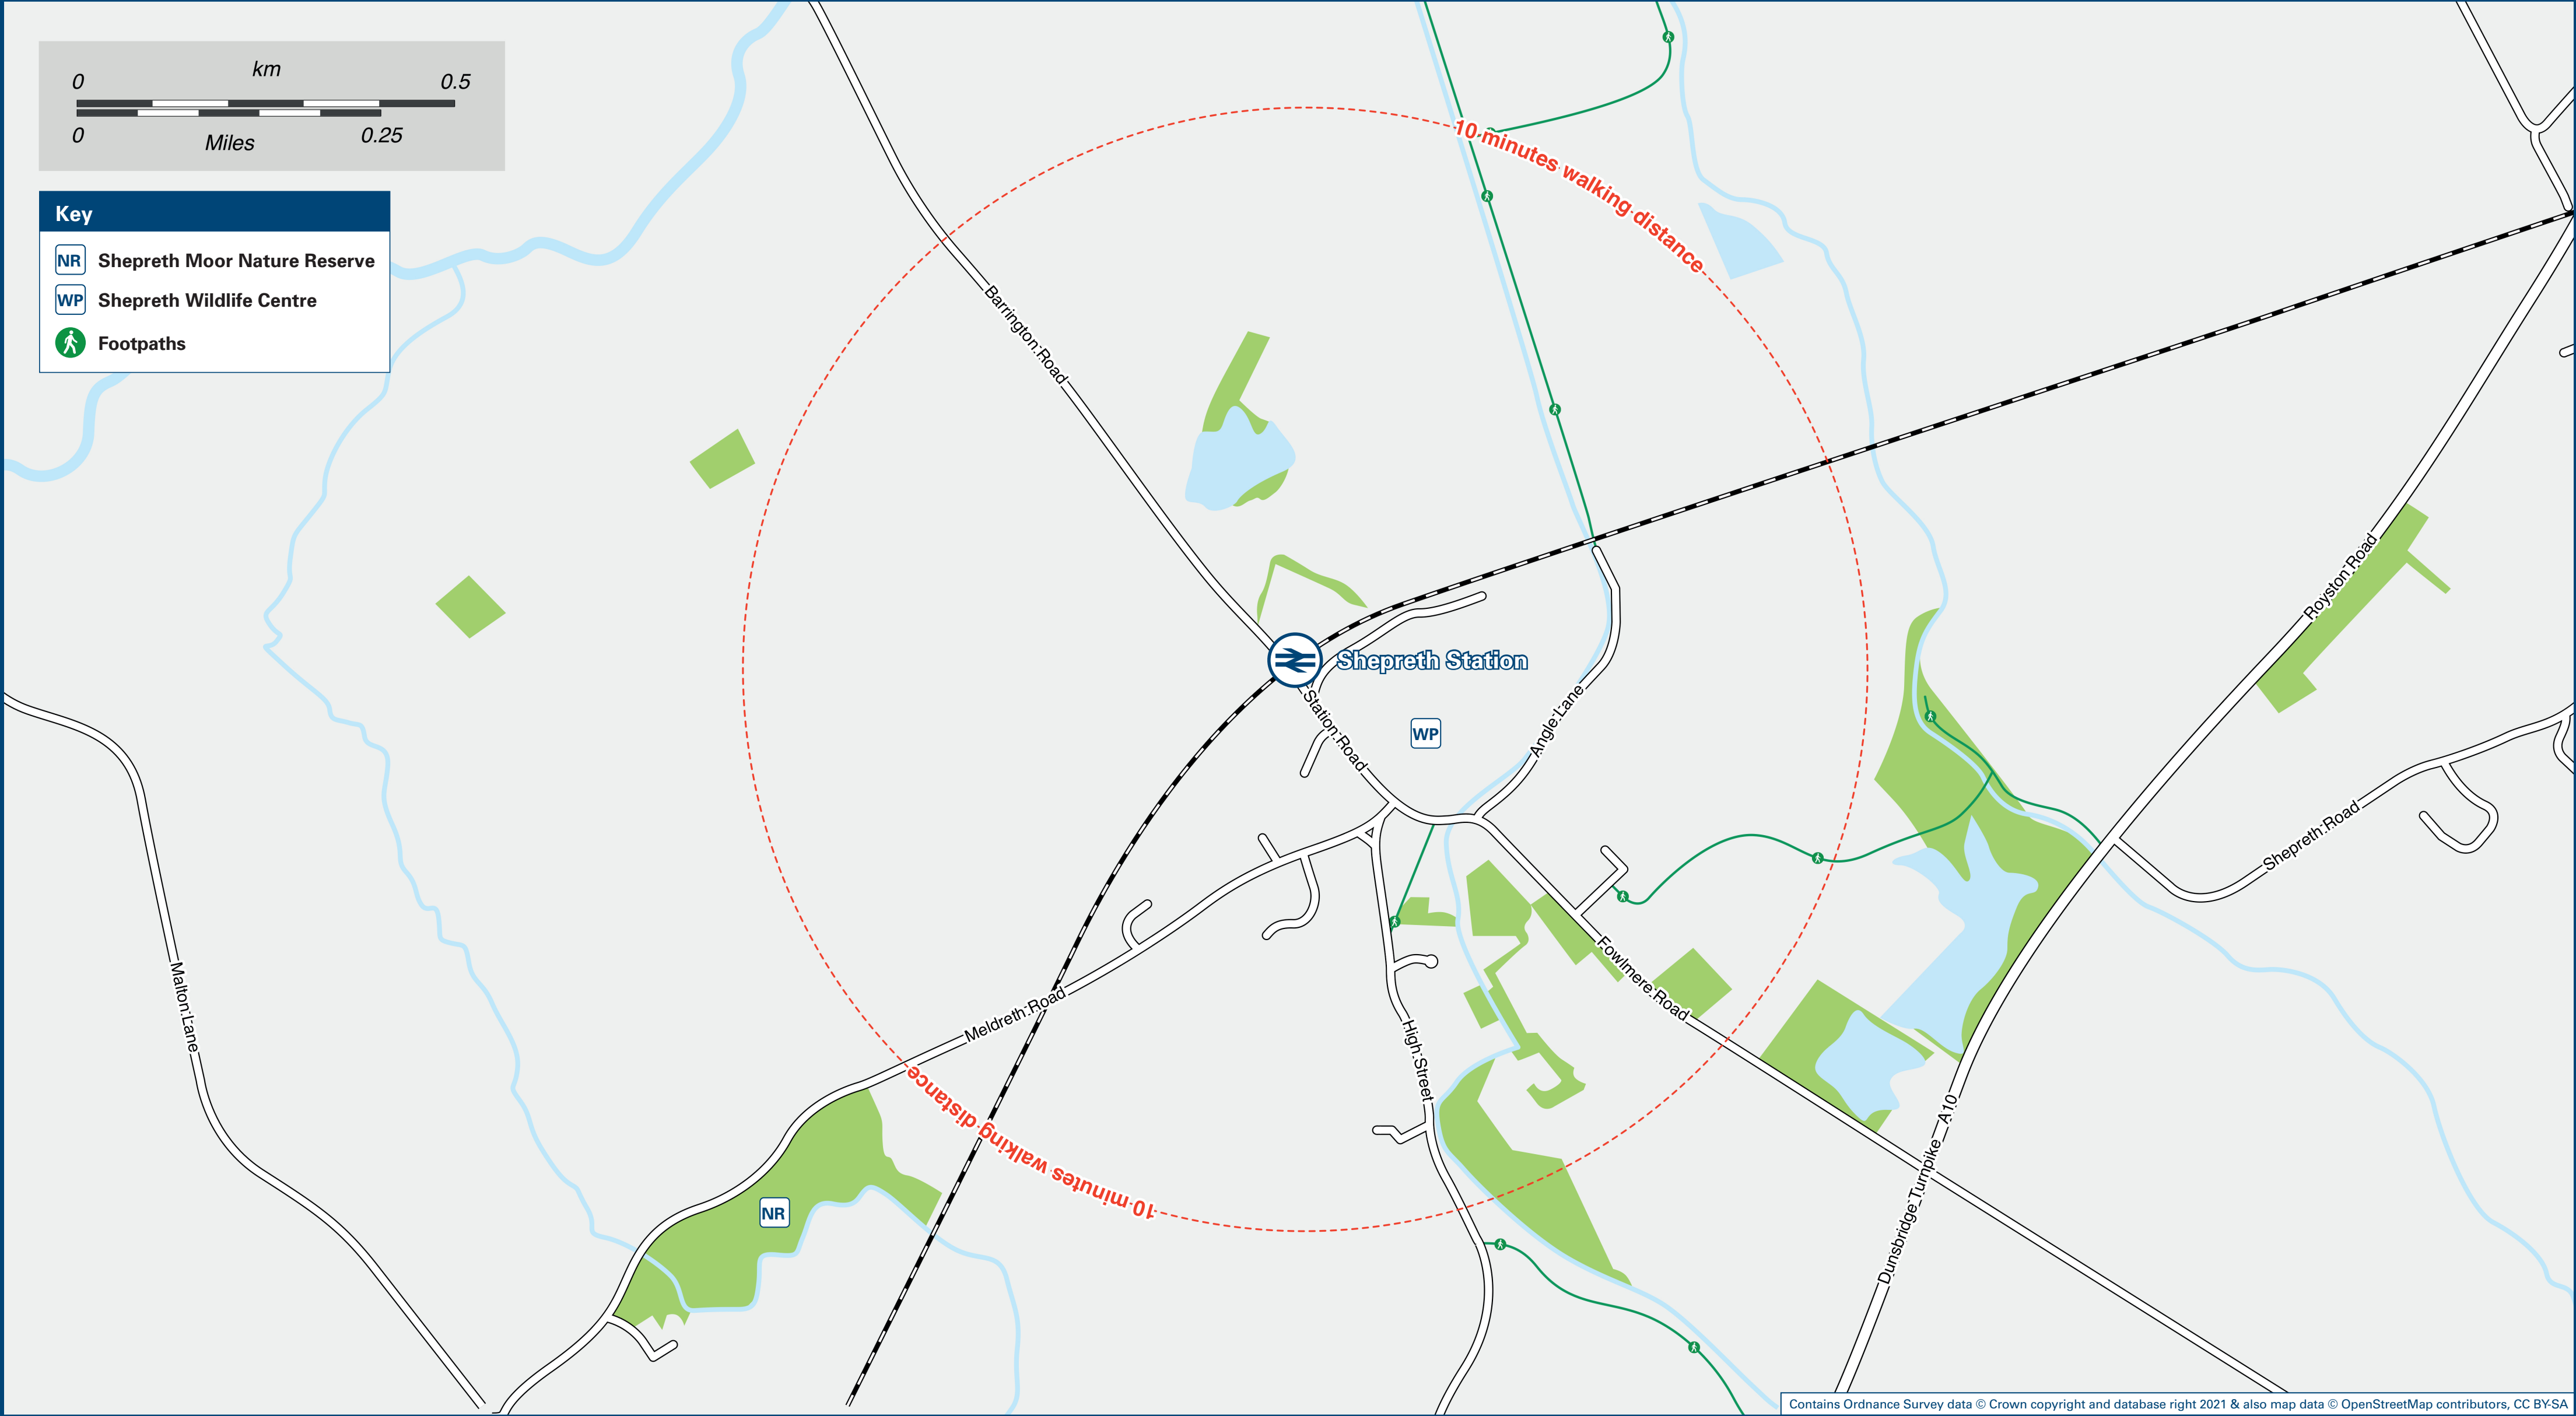 km
0 0.5
0 0.25
Miles
Key
NR Shepreth Moor Nature Reserve
WP Shepreth Wildlife Centre
Footpaths
10 minutes walking distance
Barrington Road
Shepreth Station
Station Road
WP
Angle Lane
Royston Road
Shepreth Road
Malton Lane
Meldreth Road
High Street
Fowlmere Road
10 minutes walking distance
NR
Dunsbridge Turnpike A10
Contains Ordnance Survey data © Crown copyright and database right 2021 & also map data © OpenStreetMap contributors, CC BY-SA